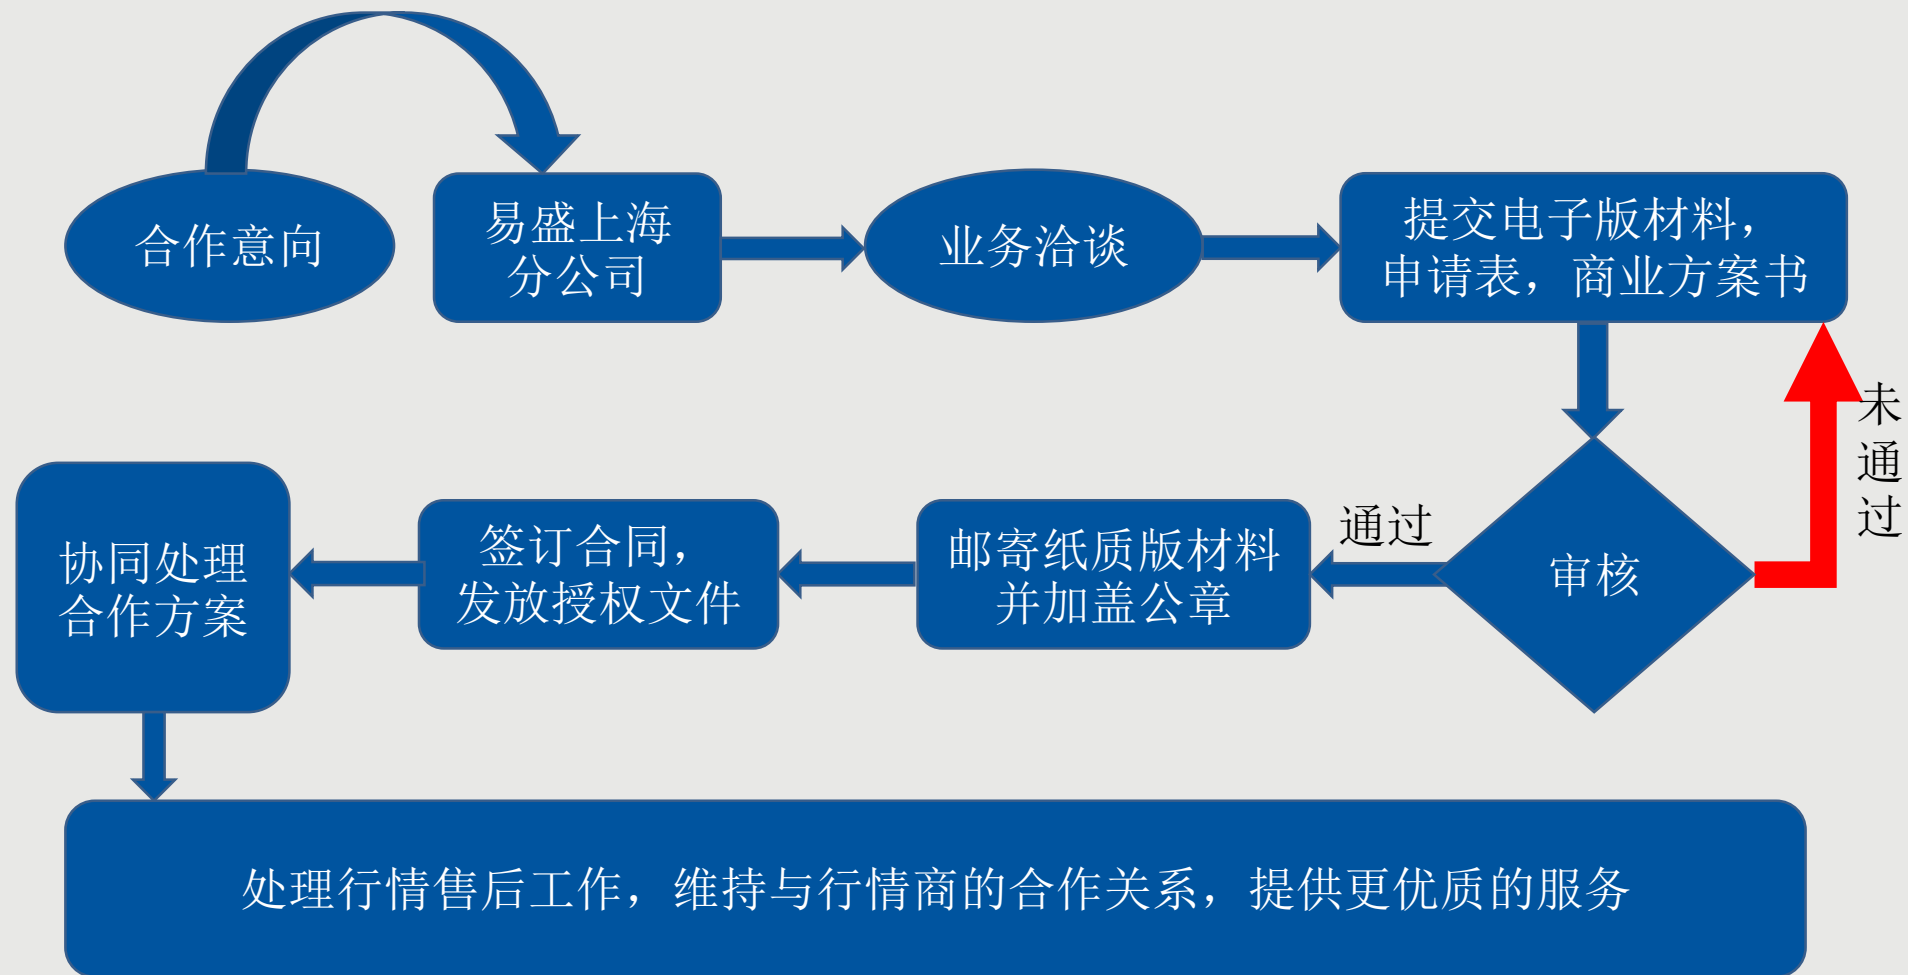 合作意向
易盛上海
分公司
业务洽谈
提交电子版材料，
申请表，商业方案书
未
通
过
审核
通过
邮寄纸质版材料
并加盖公章
签订合同，
发放授权文件
协同处理
合作方案
处理行情售后工作，维持与行情商的合作关系，提供更优质的服务